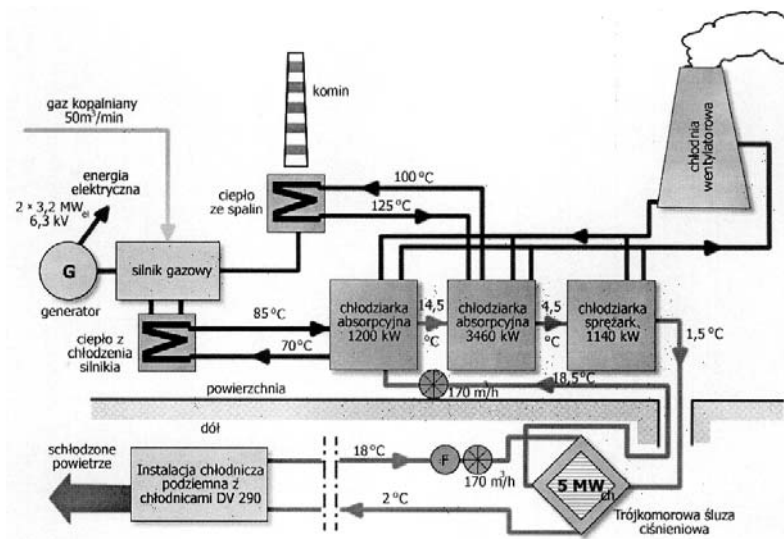 komin
gaz kopalniany
50m³/min
energia
elektryczna
2 × 3,2 MWel
6,3 kV
G
generator
silnik gazowy
ciepło
ze spalin
100 °C
125 °C
chłodnia
wentylatorowa
85°C
70°C
ciepło z
chłodzenia
silnikia
chłodziarka
absorpcyjna
1200 kW
14,5
°C
chłodziarka
absorpcyjna
3460 kW
4,5
°C
chłodziarka
sprężark.
1140 kW
1,5°C
18,5°C
170 m³/h
powierzchnia
dół
schłodzone
powietrze
Instalacja chłodnicza
podziemna z
chłodnicami DV 290
18°C
F
170 m³/h
2°C
5 MWch
Trójkomorowa śluza
ciśnieniowa